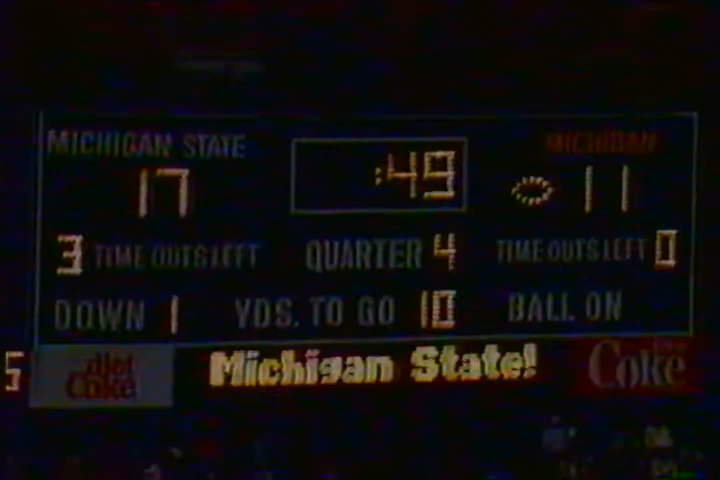 MICHIGAN STATE :49 MICHIGAN
17 11
3 TIME OUTS LEFT QUARTER 4 TIME OUTS LEFT 0
DOWN 1 YDS. TO GO 10 BALL ON
5 diet Coke Michigan State! Coke